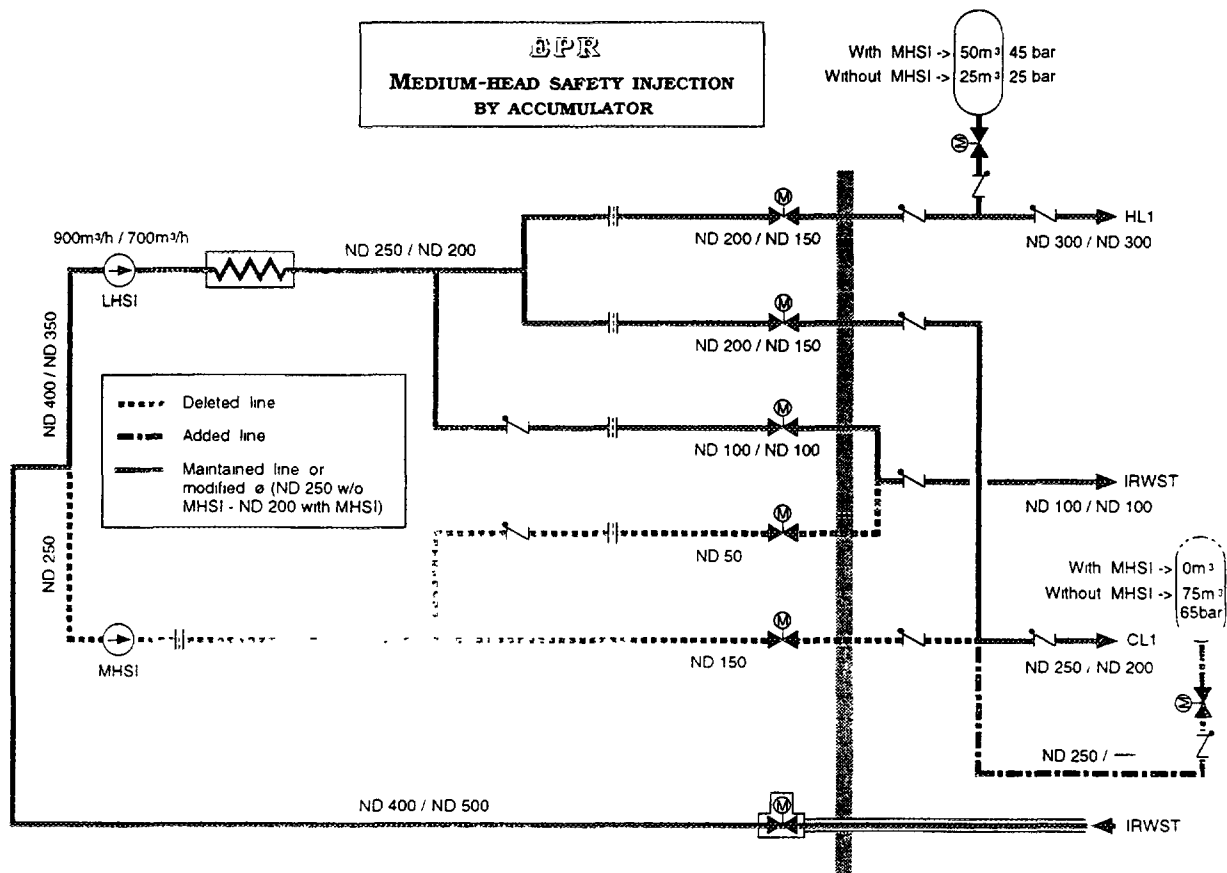 EPR
MEDIUM-HEAD SAFETY INJECTION
BY ACCUMULATOR
With MHSI -> 50m³ 45 bar
Without MHSI -> 25m³ 25 bar
M
M
HL1
ND 200 / ND 150
ND 300 / ND 300
900m³/h / 700m³/h
ND 250 / ND 200
LHSI
M
ND 200 / ND 150
ND 400 / ND 350
Deleted line
Added line
Maintained line or
modified ø (ND 250 w/o
MHSI - ND 200 with MHSI)
M
ND 100 / ND 100
IRWST
ND 100 / ND 100
M
ND 50
ND 250
With MHSI -> 0m³
Without MHSI -> 75m³
65bar
M
MHSI
ND 150
CL1
ND 250 / ND 200
M
ND 250 / —
ND 400 / ND 500
M
IRWST